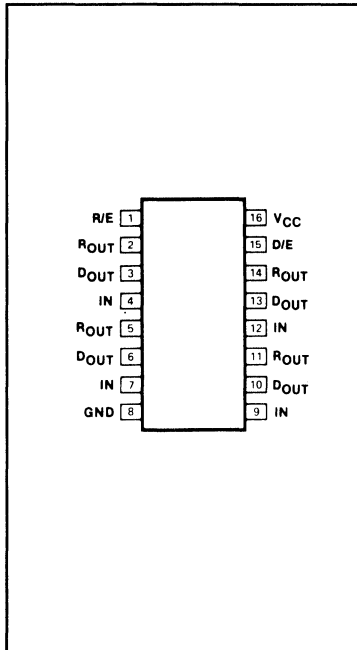 R/E 1 16 VCC
ROUT 2 15 D/E
DOUT 3 14 ROUT
IN 4 13 DOUT
ROUT 5 12 IN
DOUT 6 11 ROUT
IN 7 10 DOUT
GND 8 9 IN